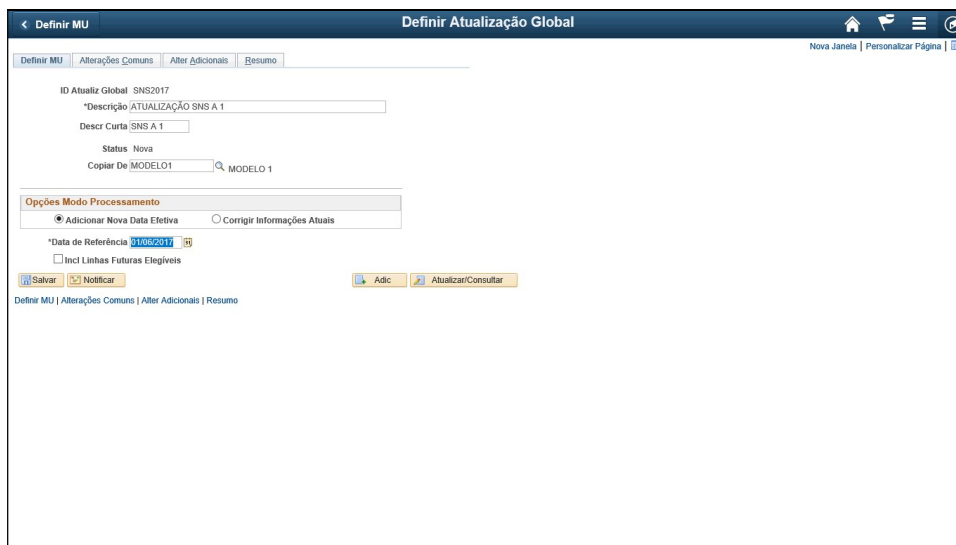 Definir MU
Definir Atualização Global
Nova Janela | Personalizar Página |
Definir MU Alterações Comuns Alter Adicionais Resumo
ID Atualiz Global SNS2017
*Descrição ATUALIZAÇÃO SNS A 1
Descr Curta SNS A 1
Status Nova
Copiar De MODELO1 MODELO 1
Opções Modo Processamento
Adicionar Nova Data Efetiva Corrigir Informações Atuais
*Data de Referência 01/06/2017
Incl Linhas Futuras Elegíveis
Salvar Notificar Adic Atualizar/Consultar
Definir MU | Alterações Comuns | Alter Adicionais | Resumo